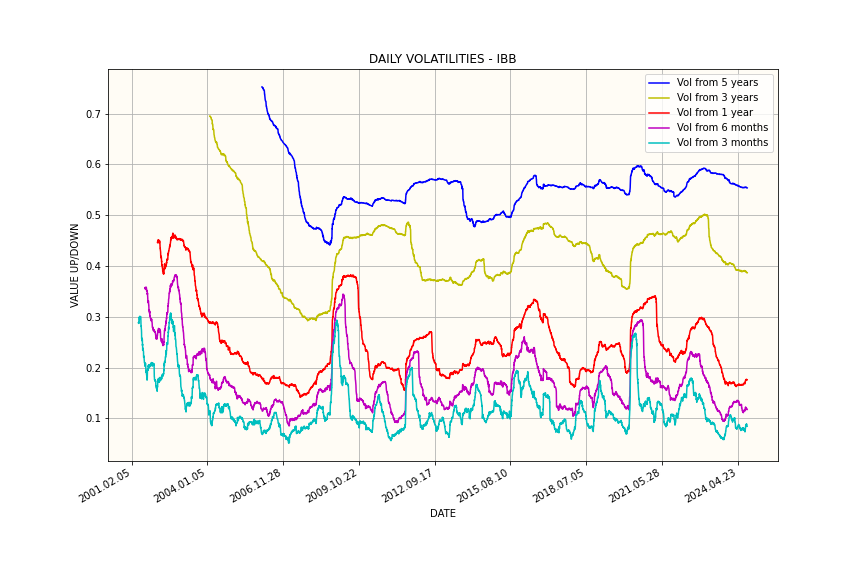 DAILY VOLATILITIES - IBB
Vol from 5 years
Vol from 3 years
Vol from 1 year
Vol from 6 months
Vol from 3 months
VALUE UP/DOWN
0.7
0.6
0.5
0.4
0.3
0.2
0.1
2001.02.05
2004.01.05
2006.11.28
2009.10.22
2012.09.17
2015.08.10
2018.07.05
2021.05.28
2024.04.23
DATE